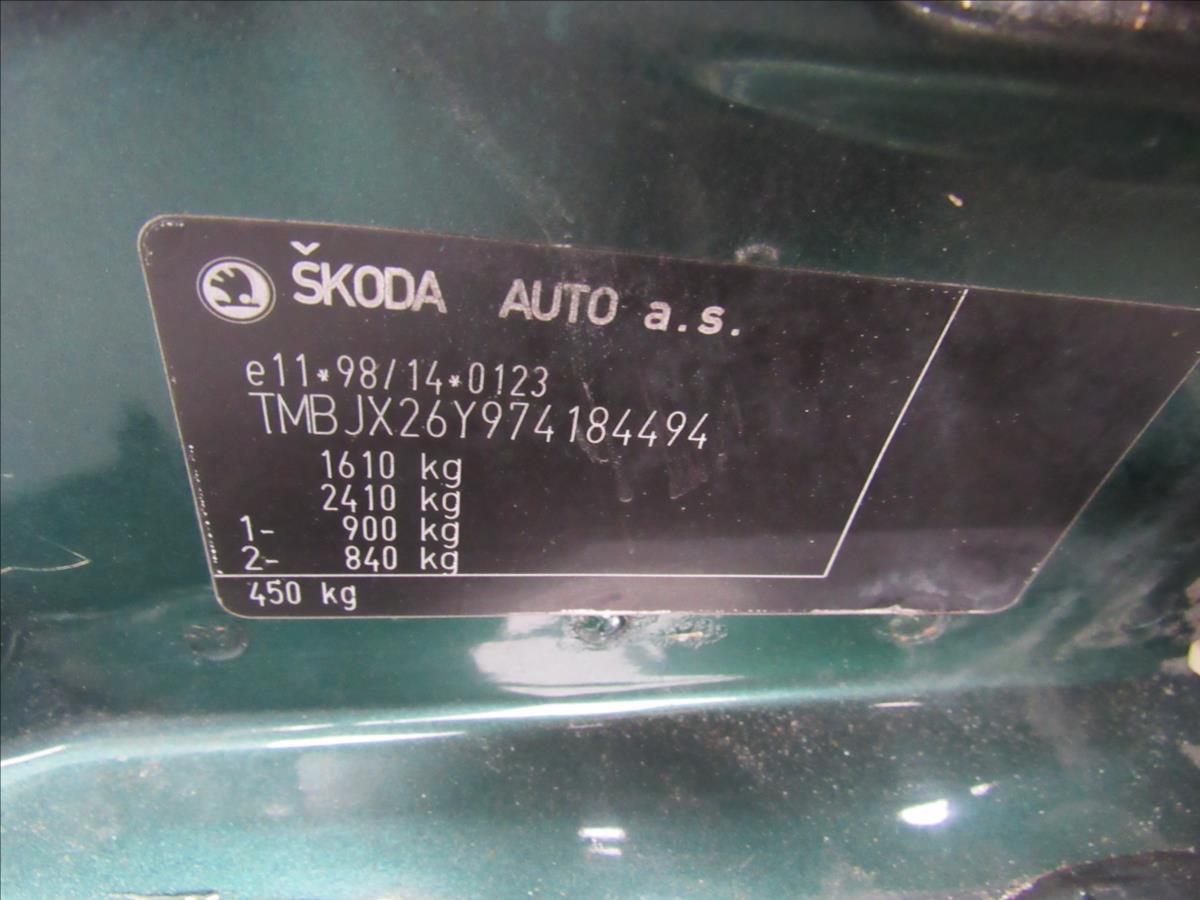 ŠKODA AUTO a.s.
e11*98/14*0123
TMBJX26Y974184494
1610 kg
2410 kg
1- 900 kg
2- 840 kg
450 kg